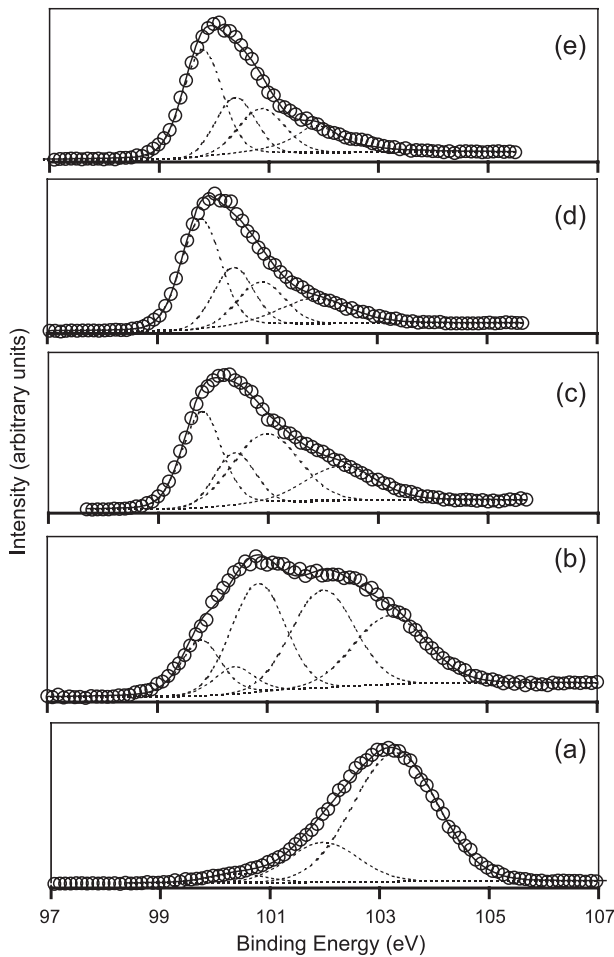 (e)
(d)
(c)
(b)
(a)
Intensity (arbitrary units)
97 99 101 103 105 107
Binding Energy (eV)